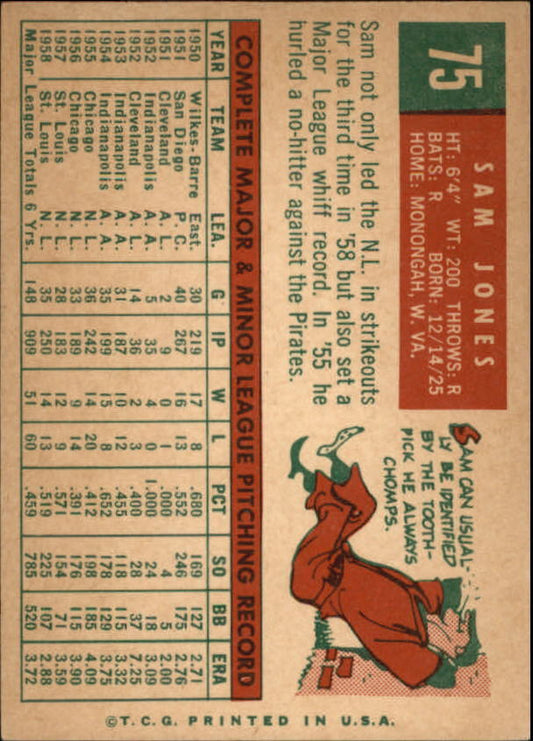 75
SAM JONES
HT: 6'4" WT: 200 THROWS: R
BATS: R BORN: 12/14/25
HOME: MONONGAH, W. VA.
Sam not only led the N.L. in strikeouts
for the third time in '58 but also set a
Major League whiff record. In '55 he
hurled a no-hitter against the Pirates.
SAM CAN USUAL-
LY BE IDENTIFIED
BY THE TOOTH-
PICK HE ALWAYS
CHOMPS.
COMPLETE MAJOR & MINOR LEAGUE PITCHING RECORD
YEAR TEAM LEA G IP W L PCT SO BB ERA
1950 Wilkes-Barre East. 30 219 17 8 .680 169 127 2.71
1951 San Diego P. C. 40 267 16 13 .552 246 175 2.76
1951 Cleveland A. L. 2 9 0 1 .000 4 5 2.00
1952 Indianapolis A. A. 5 35 4 0 1.000 24 18 3.09
1952 Cleveland A. L. 14 36 2 3 .400 28 37 7.25
1953 Indianapolis A. A. 31 187 10 12 .455 115 115 3.32
1954 Indianapolis A. A. 35 199 15 8 .652 178 129 3.75
1955 Chicago N. L. 36 242 14 20 .412 198 185 4.09
1956 Chicago N. L. 33 189 9 14 .391 176 115 3.90
1957 St. Louis N. L. 28 183 12 9 .571 154 71 3.59
1958 St. Louis N. L. 35 250 14 13 .519 225 107 2.88
Major League Totals 6 Yrs. 148 909 51 60 .459 785 520 3.72
©T.C.G. PRINTED IN U.S.A.